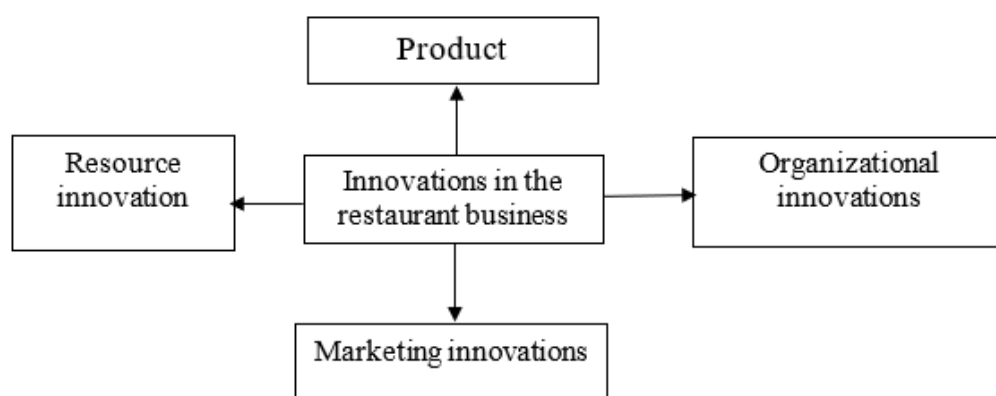 Product
Resource
innovation
Innovations in the
restaurant business
Organizational
innovations
Marketing innovations